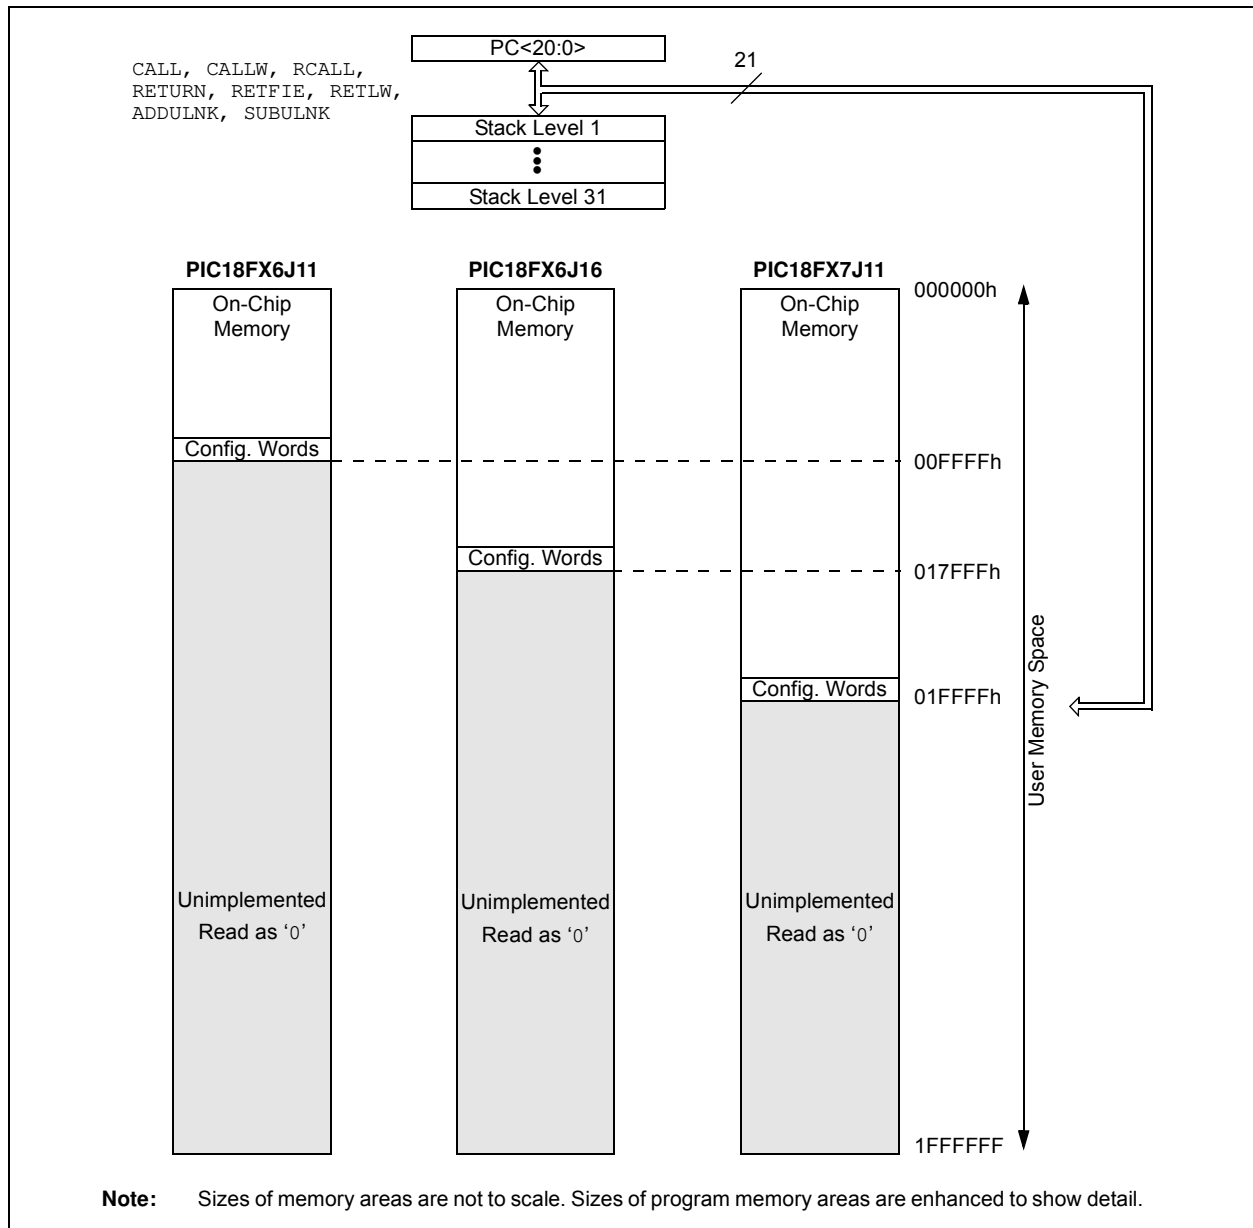 PC<20:0>
21
CALL, CALLW, RCALL,
RETURN, RETFIE, RETLW,
ADDULNK, SUBULNK
Stack Level 1
Stack Level 31
PIC18FX6J11
PIC18FX6J16
PIC18FX7J11
On-Chip
Memory
On-Chip
Memory
On-Chip
Memory
000000h
Config. Words
00FFFFh
Config. Words
017FFFh
Config. Words
01FFFFh
User Memory Space
Unimplemented
Read as ‘0’
Unimplemented
Read as ‘0’
Unimplemented
Read as ‘0’
1FFFFFF
Note: Sizes of memory areas are not to scale. Sizes of program memory areas are enhanced to show detail.